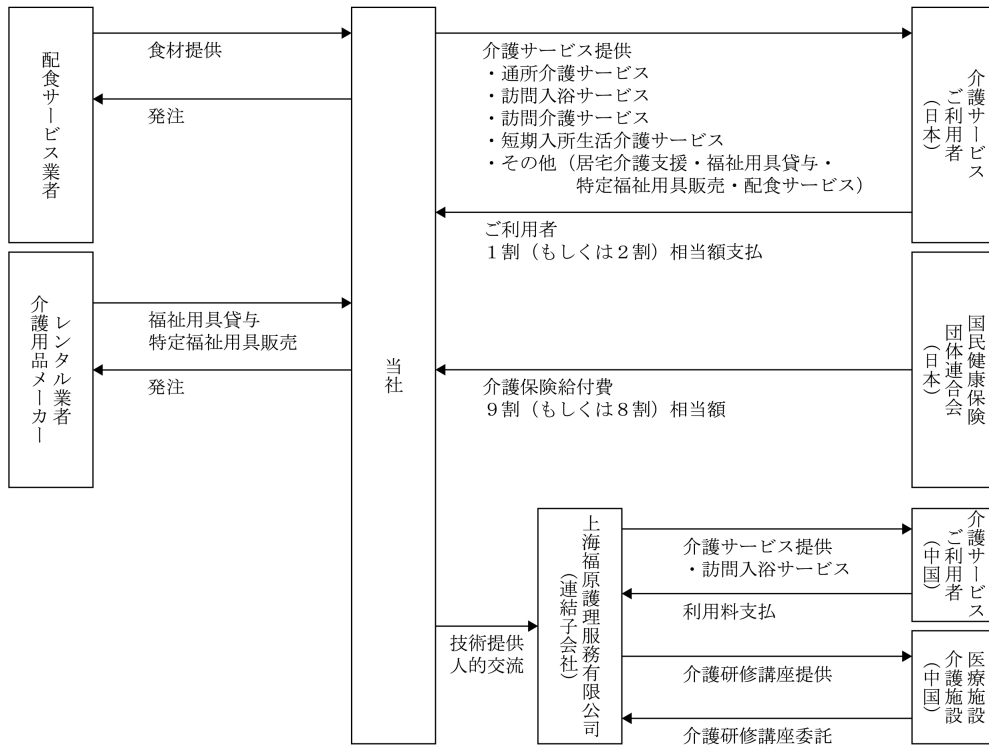 配食サービス業者
食材提供
発注
介護サービス提供
・通所介護サービス
・訪問入浴サービス
・訪問介護サービス
・短期入所生活介護サービス
・その他（居宅介護支援・福祉用具貸与・
特定福祉用具販売・配食サービス）
ご利用者
１割（もしくは２割）相当額支払
介護サービス
ご利用者
（日本）
レンタル業者
介護用品メーカー
福祉用具貸与
特定福祉用具販売
発注
当社
介護保険給付費
９割（もしくは８割）相当額
国民健康保険
団体連合会
（日本）
技術提供
人的交流
上海福原護理服務有限公司
（連結子会社）
介護サービス提供
・訪問入浴サービス
利用料支払
介護サービス
ご利用者
（中国）
介護研修講座提供
介護研修講座委託
医療施設
介護施設
（中国）